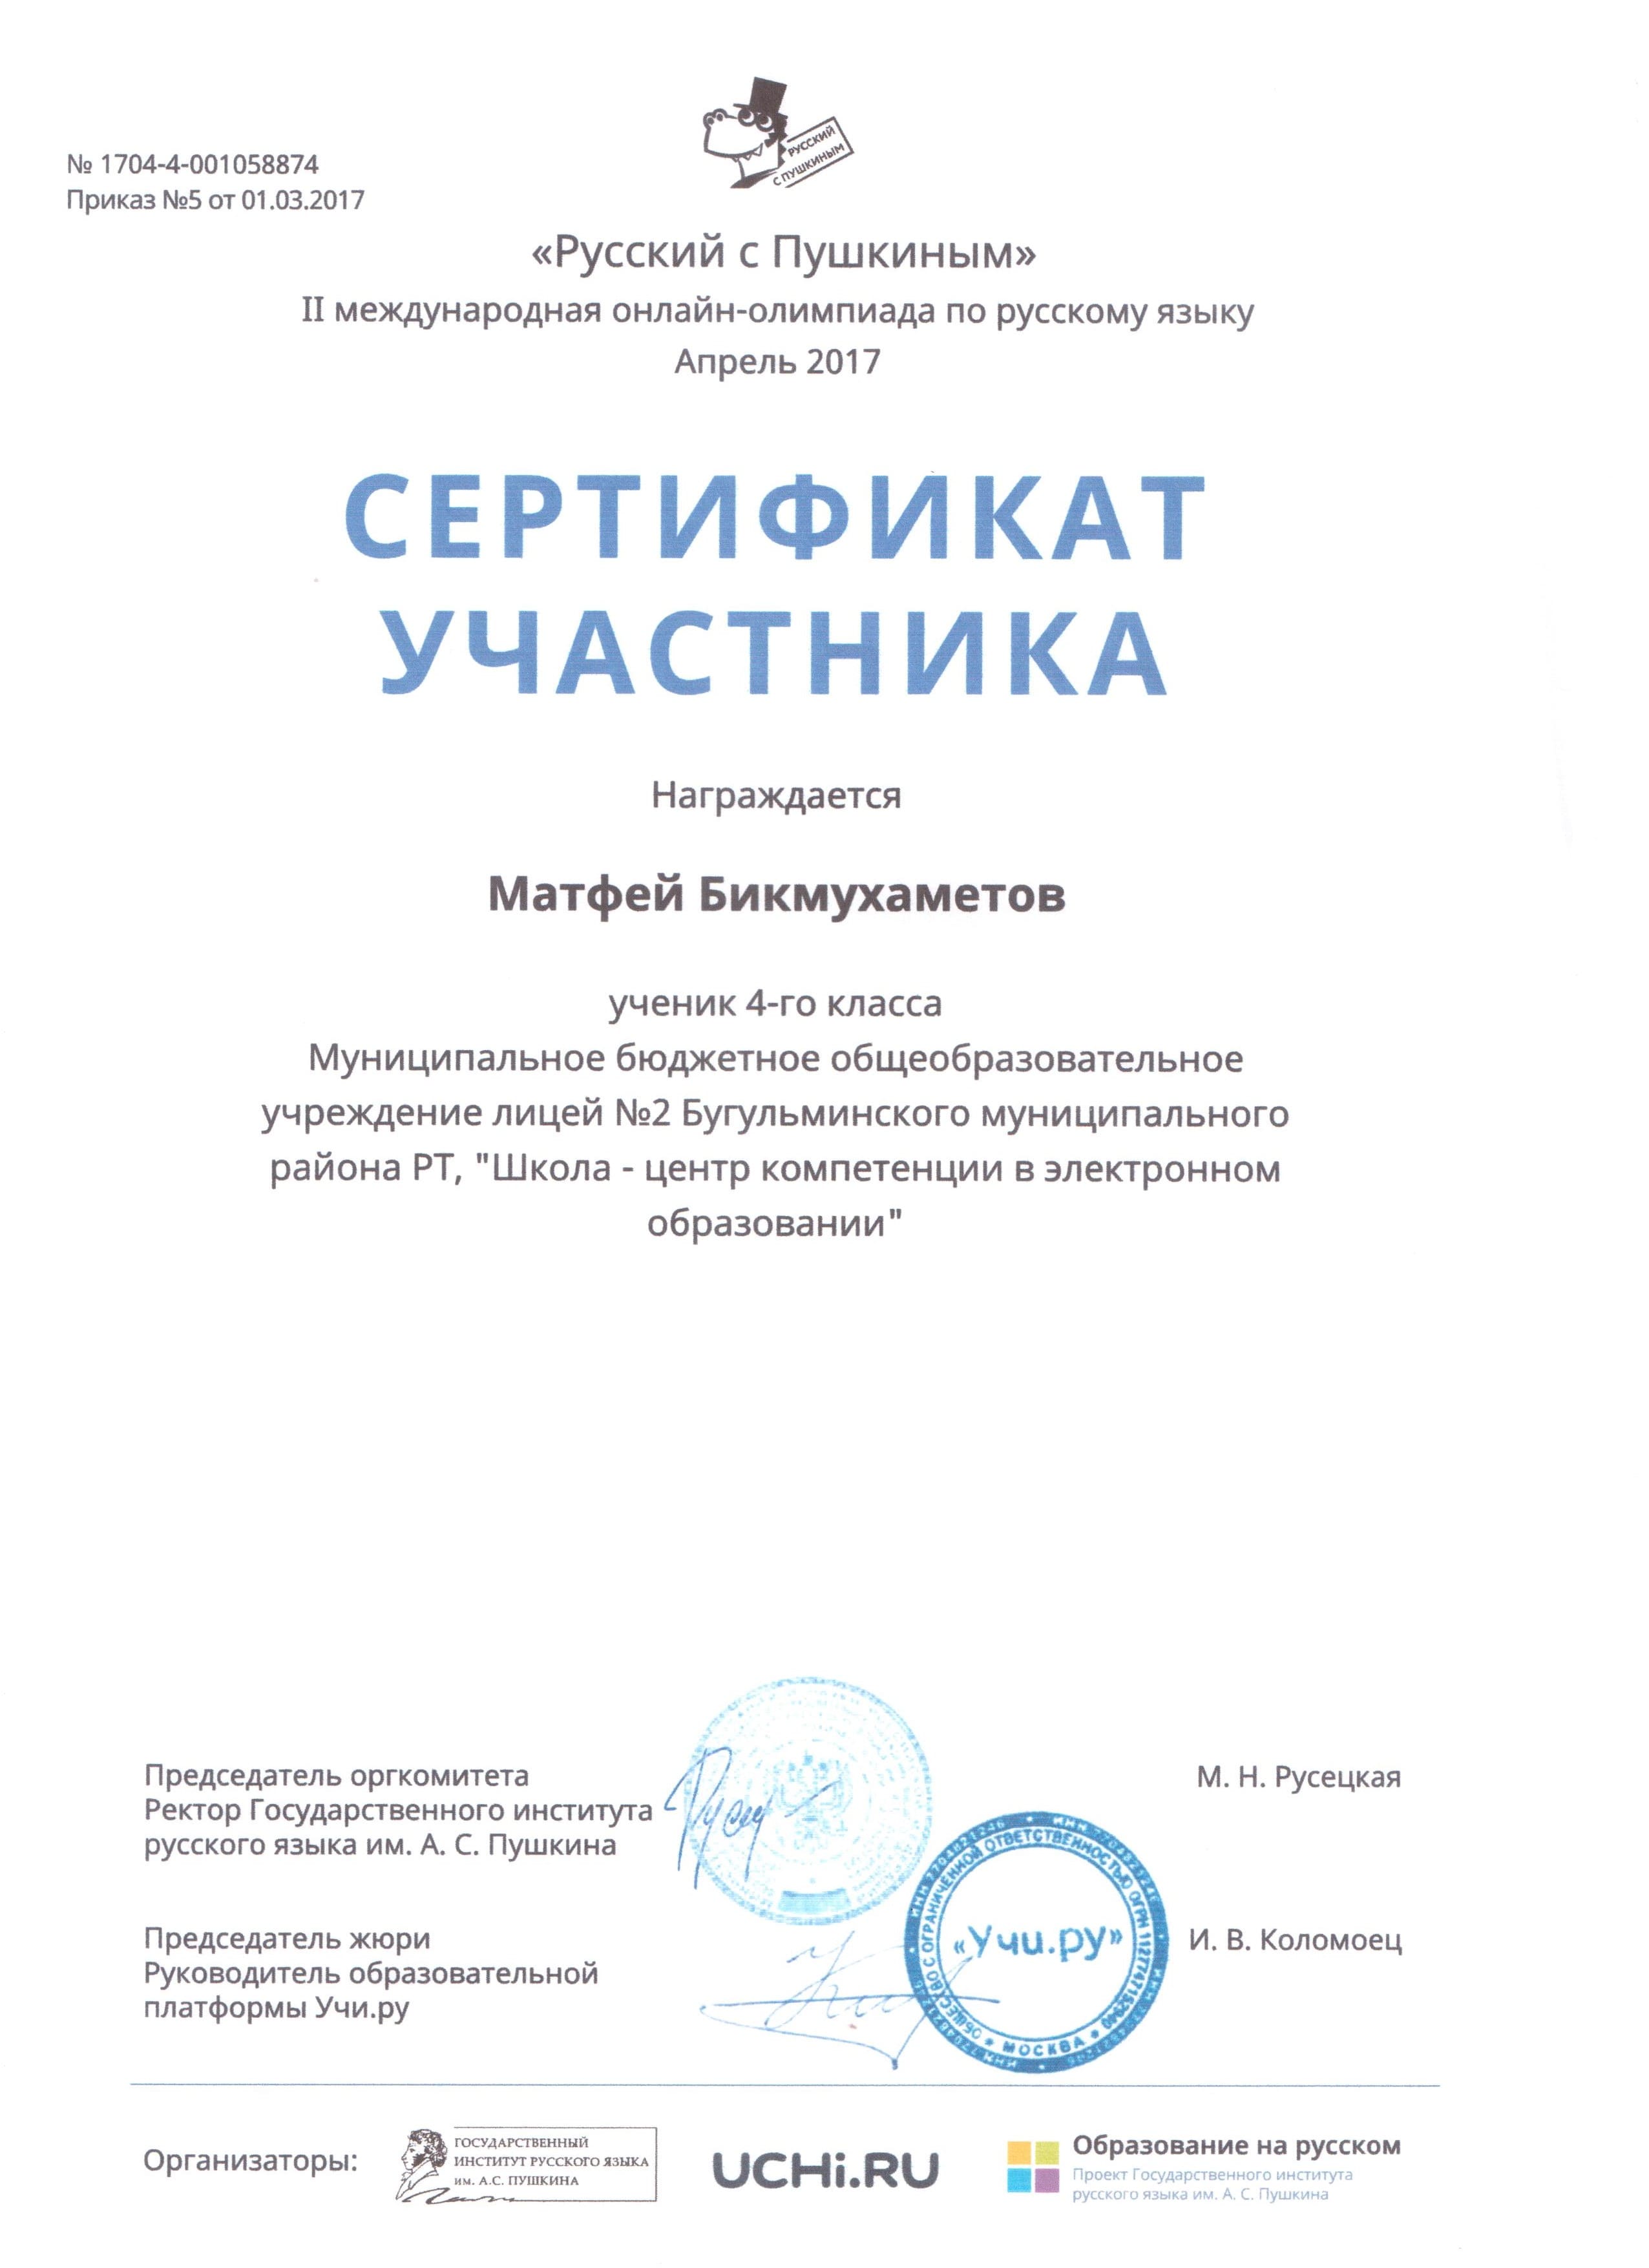 № 1704-4-001058874
Приказ №5 от 01.03.2017
РУССКИЙ
С ПУШКИНЫМ
«Русский с Пушкиным»
II международная онлайн-олимпиада по русскому языку
Апрель 2017
СЕРТИФИКАТ
УЧАСТНИКА
Награждается
Матфей Бикмухаметов
ученик 4-го класса
Муниципальное бюджетное общеобразовательное
учреждение лицей №2 Бугульминского муниципального
района РТ, "Школа - центр компетенции в электронном
образовании"
Председатель оргкомитета
Ректор Государственного института
русского языка им. А. С. Пушкина
М. Н. Русецкая
Председатель жюри
Руководитель образовательной
платформы Учи.ру
И. В. Коломоец
ОБЩЕСТВО С ОГРАНИЧЕННОЙ ОТВЕТСТВЕННОСТЬЮ ОГРН 1127747152940
«Учи.ру»
МОСКВА
Организаторы:
ГОСУДАРСТВЕННЫЙ
ИНСТИТУТ РУССКОГО ЯЗЫКА
ИМ. А.С. ПУШКИНА
UCHi.RU
Образование на русском
Проект Государственного института
русского языка им. А. С. Пушкина